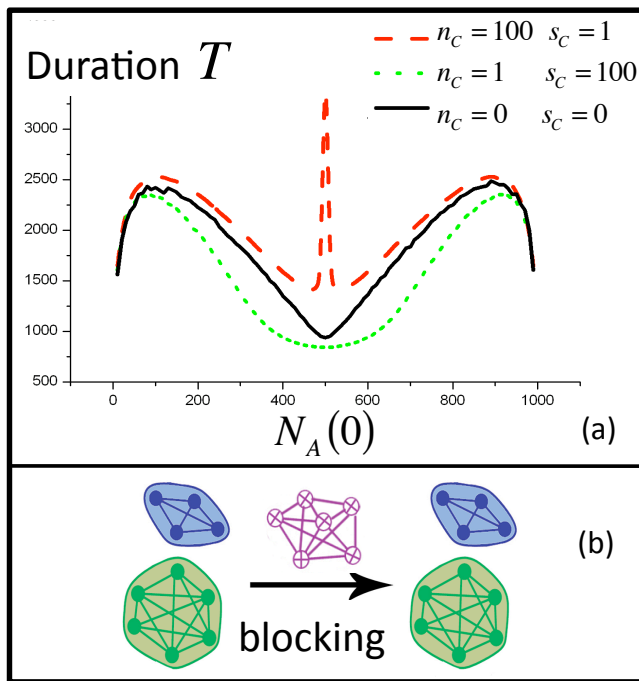 n_C = 100 s_C = 1
Duration T
n_C = 1 s_C = 100
n_C = 0 s_C = 0
3000
2500
2000
1500
1000
500
0 200 400 600 800 1000
N_A(0)
(a)
(b)
blocking